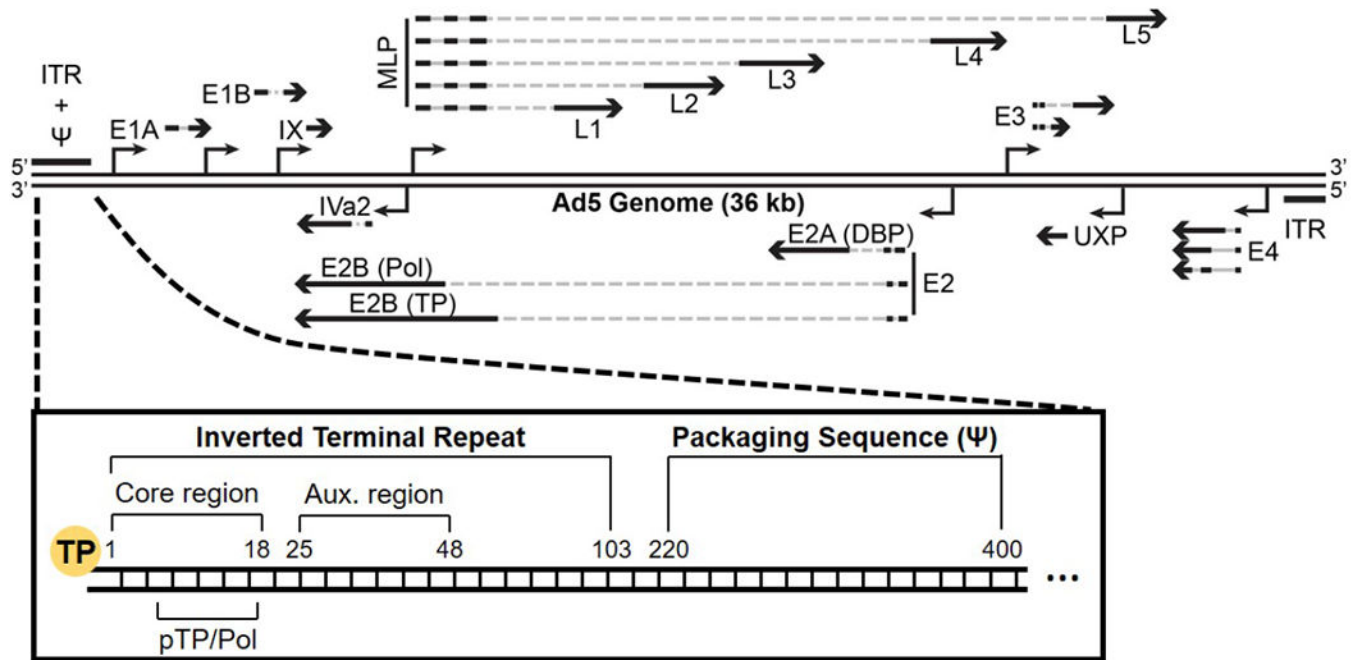 MLP
L5
L4
L3
L2
L1
ITR
+
Ψ
E1A
E1B
IX
E3
5’
3’
3’
5’
Ad5 Genome (36 kb)
IVa2
E2A (DBP)
E2B (Pol)
E2B (TP)
E2
UXP
E4
ITR
Inverted Terminal Repeat
Packaging Sequence (Ψ)
Core region
Aux. region
TP
1 18 25 48 103 220 400
...
pTP/Pol